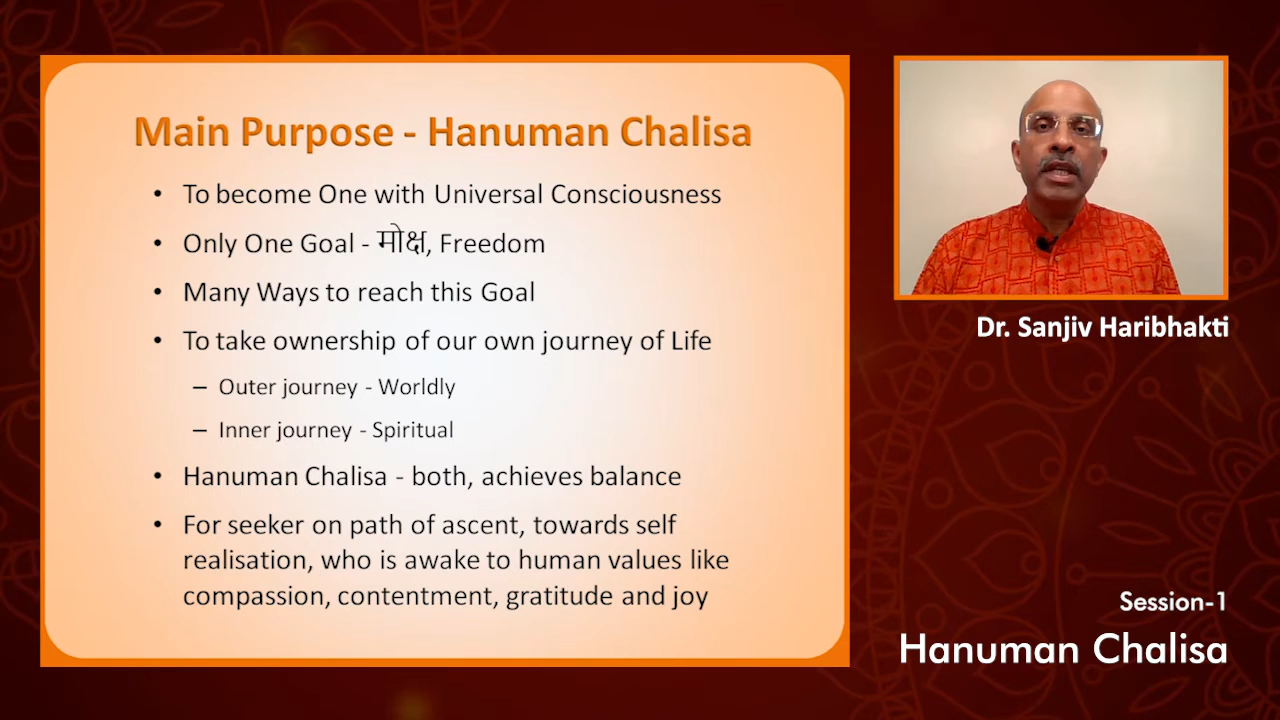 Main Purpose - Hanuman Chalisa
• To become One with Universal Consciousness
• Only One Goal - मोक्ष, Freedom
• Many Ways to reach this Goal
• To take ownership of our own journey of Life
– Outer journey - Worldly
– Inner journey - Spiritual
• Hanuman Chalisa - both, achieves balance
• For seeker on path of ascent, towards self
realisation, who is awake to human values like
compassion, contentment, gratitude and joy
Dr. Sanjiv Haribhakti
Session-1
Hanuman Chalisa